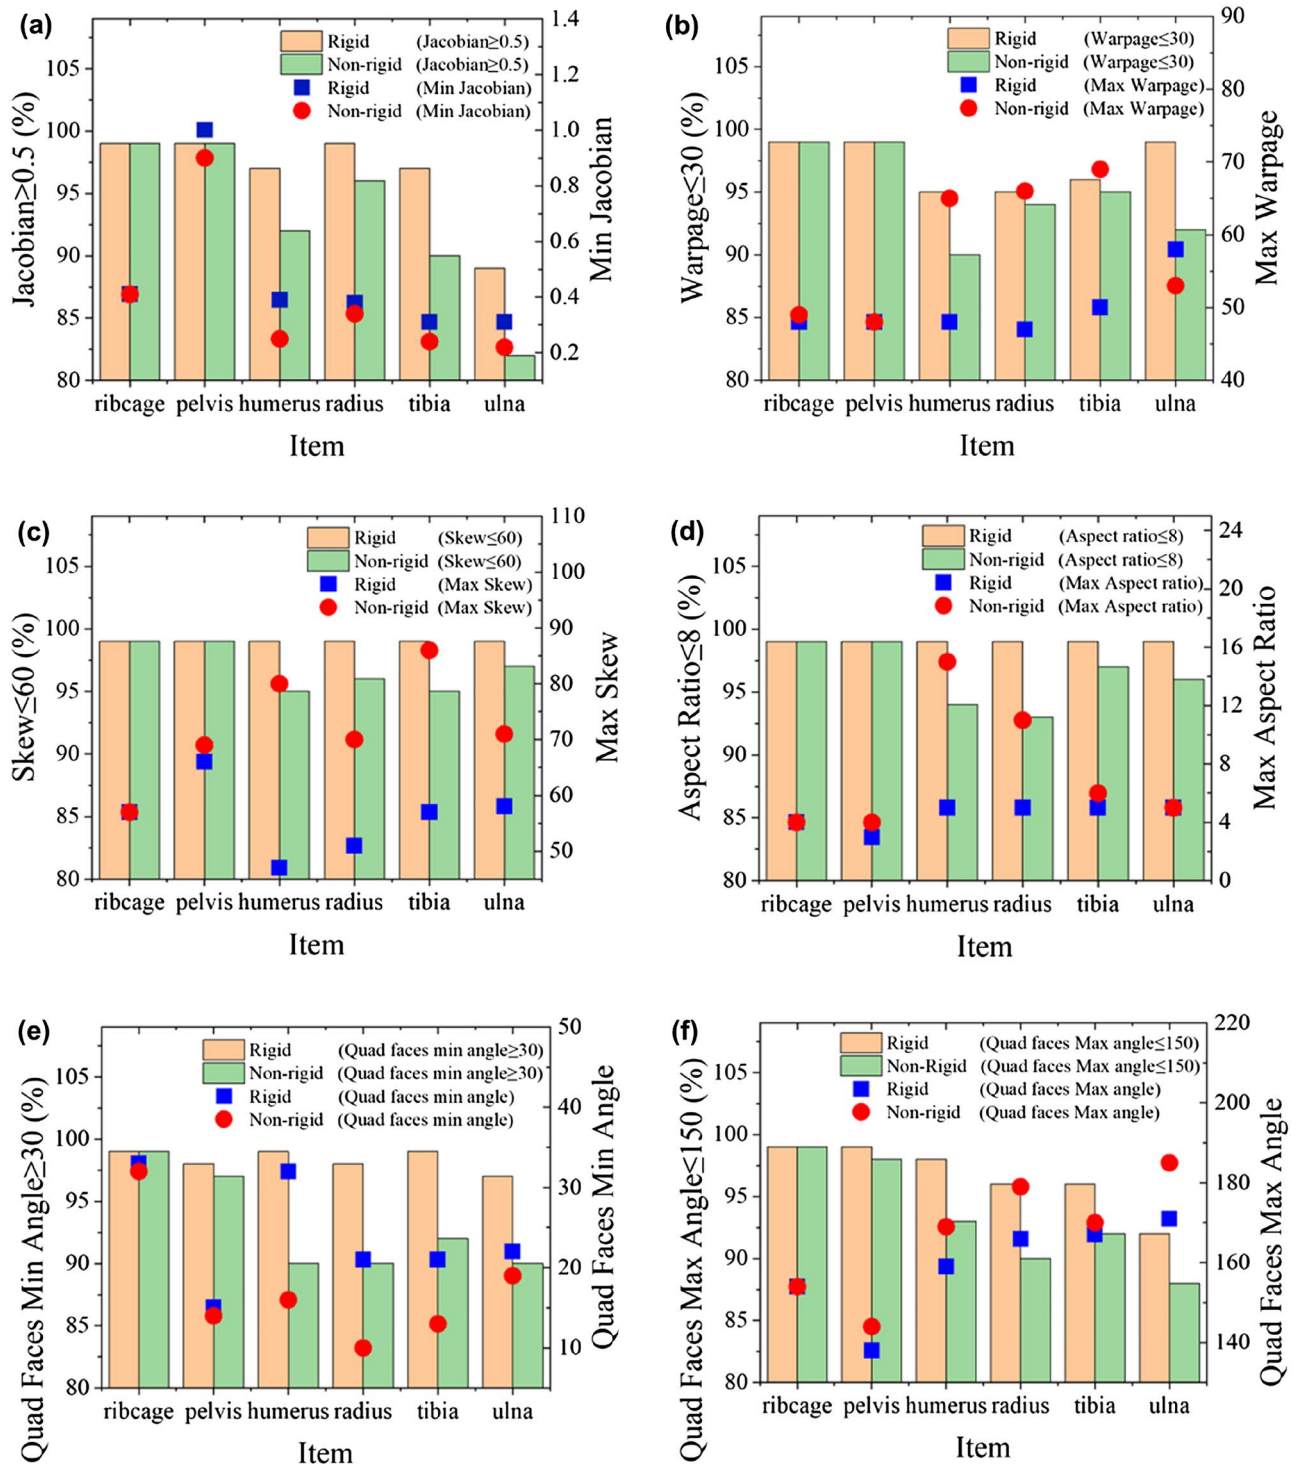 (a)
Rigid (Jacobian≥0.5)
Non-rigid (Jacobian≥0.5)
Rigid (Min Jacobian)
Non-rigid (Min Jacobian)
Jacobian≥0.5 (%)
105
100
95
90
85
80
Min Jacobian
1.4
1.2
1.0
0.8
0.6
0.4
0.2
ribcage pelvis humerus radius tibia ulna
Item
(b)
Rigid (Warpage≤30)
Non-rigid (Warpage≤30)
Rigid (Max Warpage)
Non-rigid (Max Warpage)
Warpage≤30 (%)
105
100
95
90
85
80
Max Warpage
90
80
70
60
50
40
ribcage pelvis humerus radius tibia ulna
Item
(c)
Rigid (Skew≤60)
Non-rigid (Skew≤60)
Rigid (Max Skew)
Non-rigid (Max Skew)
Skew≤60 (%)
105
100
95
90
85
80
Max Skew
110
100
90
80
70
60
50
ribcage pelvis humerus radius tibia ulna
Item
(d)
Rigid (Aspect ratio≤8)
Non-rigid (Aspect ratio≤8)
Rigid (Max Aspect ratio)
Non-rigid (Max Aspect ratio)
Aspect Ratio≤8 (%)
105
100
95
90
85
80
Max Aspect Ratio
24
20
16
12
8
4
0
ribcage pelvis humerus radius tibia ulna
Item
(e)
Rigid (Quad faces min angle≥30)
Non-rigid (Quad faces min angle≥30)
Rigid (Quad faces min angle)
Non-rigid (Quad faces min angle)
Quad Faces Min Angle≥30 (%)
105
100
95
90
85
80
Quad Faces Min Angle
50
40
30
20
10
ribcage pelvis humerus radius tibia ulna
Item
(f)
Rigid (Quad faces Max angle≤150)
Non-Rigid (Quad faces Max angle≤150)
Rigid (Quad faces Max angle)
Non-rigid (Quad faces Max angle)
Quad Faces Max Angle≤150 (%)
105
100
95
90
85
80
Quad Faces Max Angle
220
200
180
160
140
ribcage pelvis humerus radius tibia ulna
Item